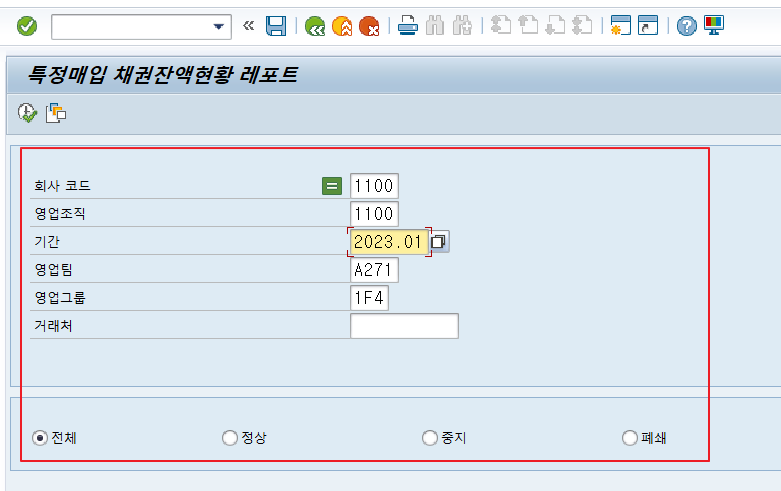 특정매입 채권잔액현황 레포트
회사 코드 1100
영업조직 1100
기간 2023.01
영업팀 A271
영업그룹 1F4
거래처
전체 정상 중지 폐쇄